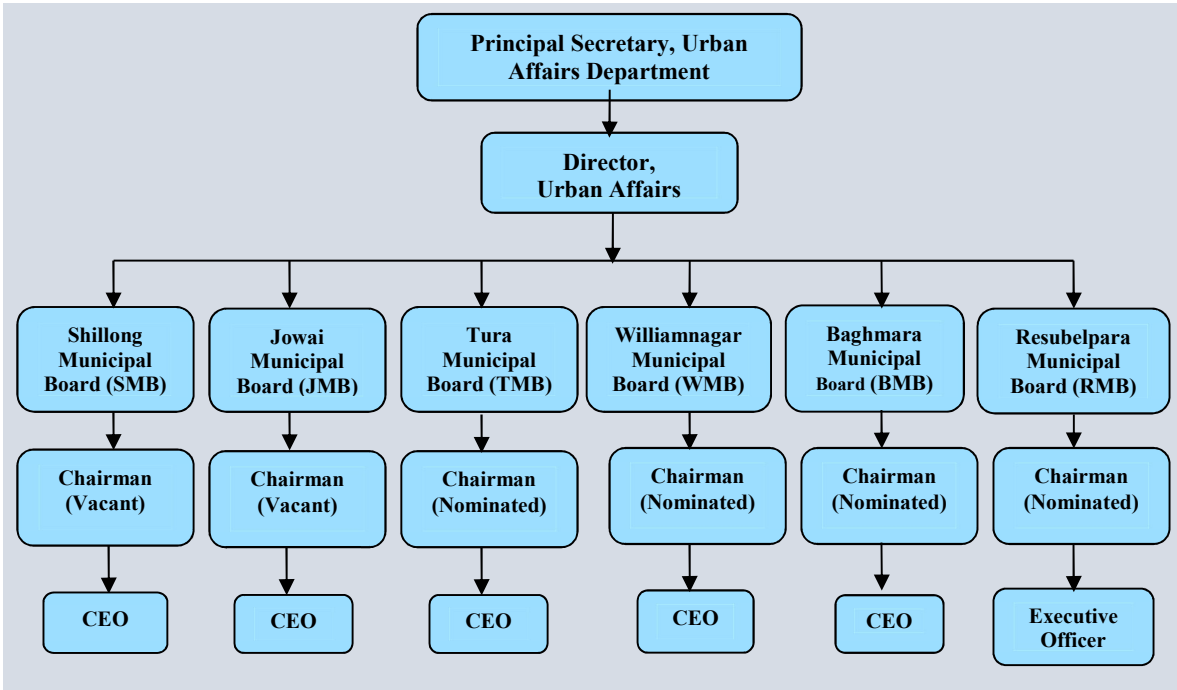 Principal Secretary, Urban
Affairs Department
Director,
Urban Affairs
Shillong
Municipal
Board (SMB)
Jowai
Municipal
Board (JMB)
Tura
Municipal
Board (TMB)
Williamnagar
Municipal
Board (WMB)
Baghmara
Municipal
Board (BMB)
Resubelpara
Municipal
Board (RMB)
Chairman
(Vacant)
Chairman
(Vacant)
Chairman
(Nominated)
Chairman
(Nominated)
Chairman
(Nominated)
Chairman
(Nominated)
CEO
CEO
CEO
CEO
CEO
Executive
Officer